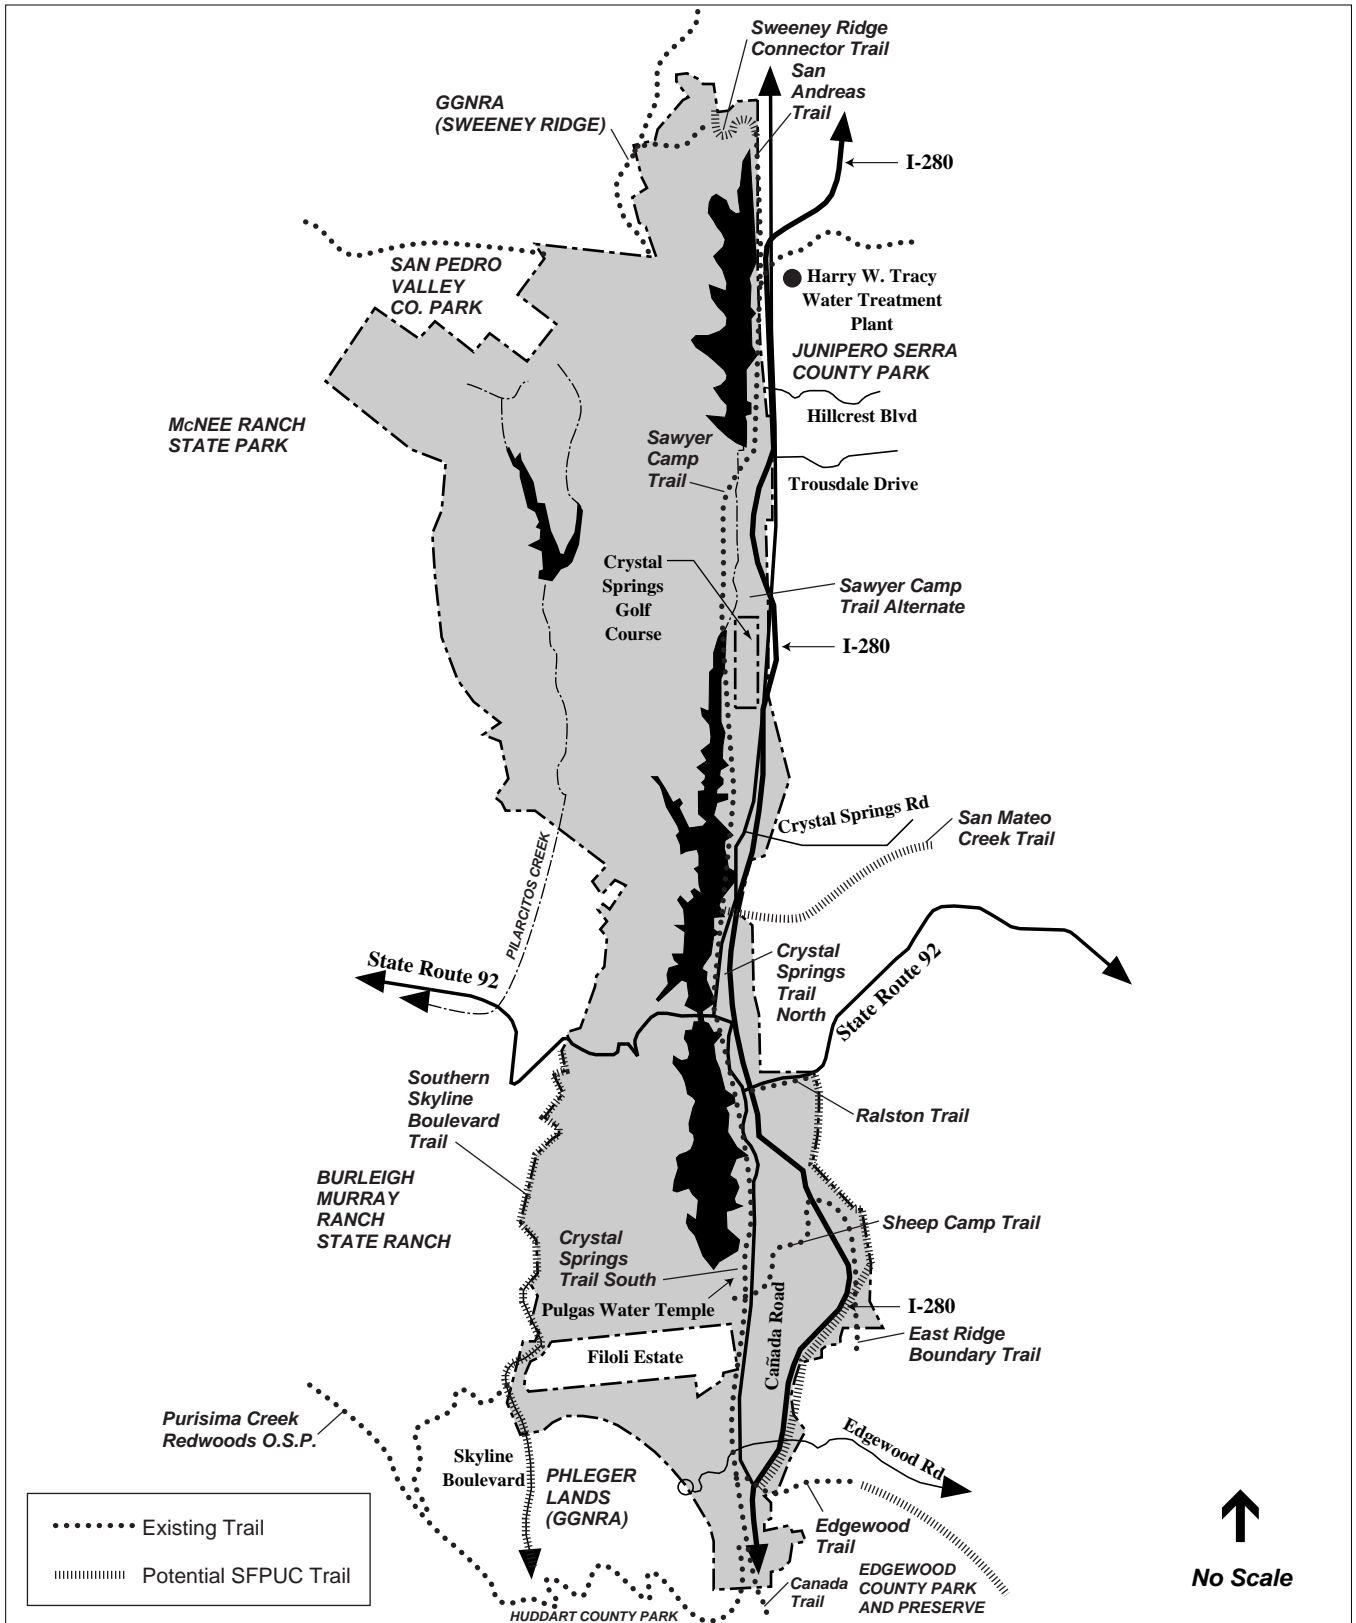 Sweeney Ridge
Connector Trail
San
Andreas
Trail
GGNRA
(SWEENEY RIDGE)
I-280
SAN PEDRO
VALLEY
CO. PARK
Harry W. Tracy
Water Treatment
Plant
JUNIPERO SERRA
COUNTY PARK
Hillcrest Blvd
McNEE RANCH
STATE PARK
Sawyer
Camp
Trail
Trousdale Drive
Crystal
Springs
Golf
Course
Sawyer Camp
Trail Alternate
I-280
Crystal Springs Rd
San Mateo
Creek Trail
PILARCITOS CREEK
State Route 92
Crystal
Springs
Trail
North
State Route 92
Southern
Skyline
Boulevard
Trail
Ralston Trail
BURLEIGH
MURRAY
RANCH
STATE RANCH
Sheep Camp Trail
Crystal
Springs
Trail South
Pulgas Water Temple
Cañada Road
I-280
East Ridge
Boundary Trail
Filoli Estate
Purisima Creek
Redwoods O.S.P.
Skyline
Boulevard
Edgewood Rd
PHLEGER
LANDS
(GGNRA)
Edgewood
Trail
EDGEWOOD
COUNTY PARK
AND PRESERVE
Canada
Trail
HUDDART COUNTY PARK
Existing Trail
Potential SFPUC Trail
No Scale